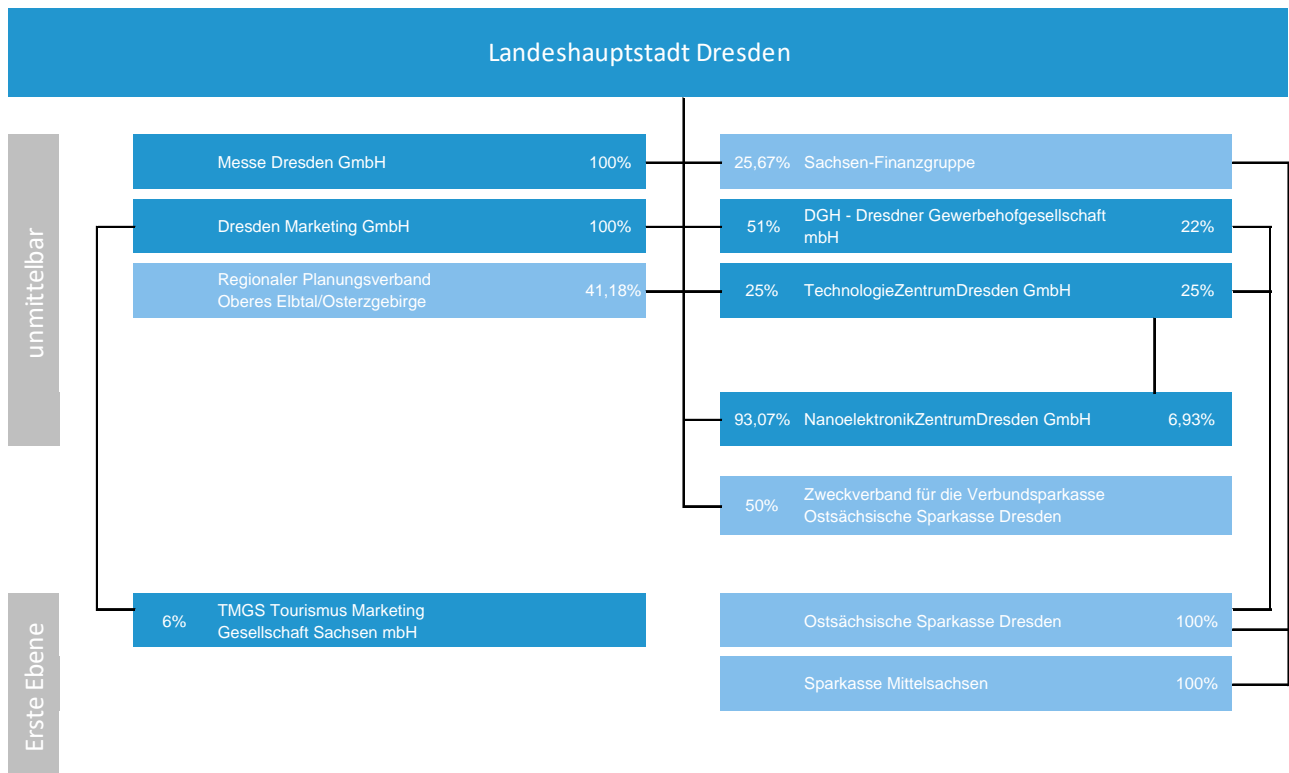 Landeshauptstadt Dresden
unmittelbar
Messe Dresden GmbH 100%
Dresden Marketing GmbH 100%
Regionaler Planungsverband
Oberes Elbtal/Osterzgebirge 41,18%
25,67% Sachsen-Finanzgruppe
51% DGH - Dresdner Gewerbehofgesellschaft
mbH 22%
25% TechnologieZentrumDresden GmbH 25%
93,07% NanoelektronikZentrumDresden GmbH 6,93%
50% Zweckverband für die Verbundsparkasse
Ostsächsische Sparkasse Dresden
Erste Ebene
6% TMGS Tourismus Marketing
Gesellschaft Sachsen mbH
Ostsächsische Sparkasse Dresden 100%
Sparkasse Mittelsachsen 100%